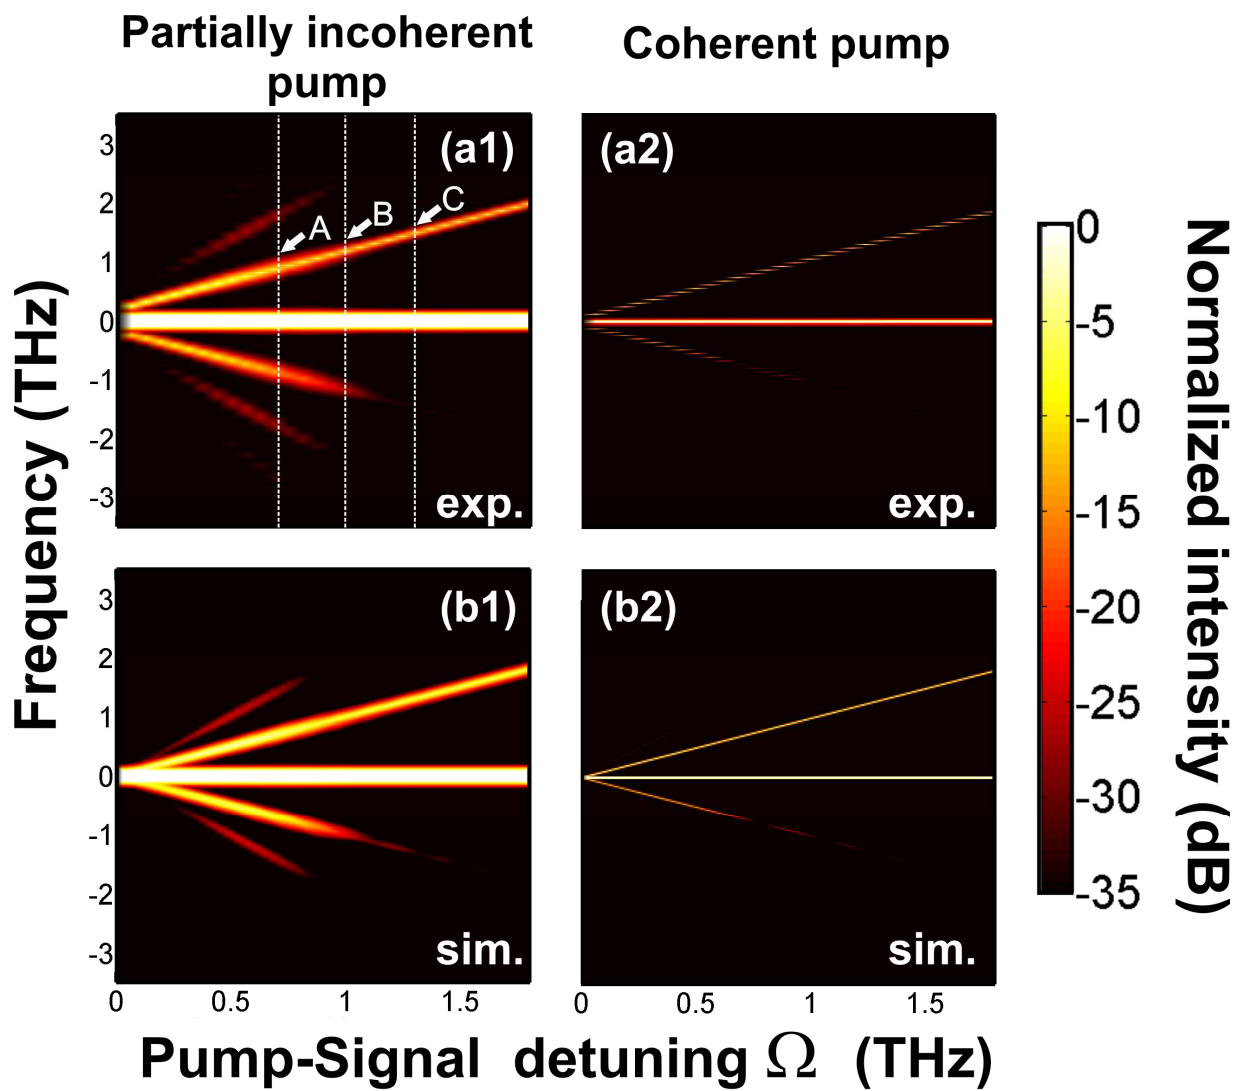 Partially incoherent
pump
Coherent pump
(a1)
(a2)
A
B
C
exp.
exp.
3
2
1
0
-1
-2
-3
(b1)
(b2)
sim.
sim.
3
2
1
0
-1
-2
-3
0
0.5
1
1.5
0
0.5
1
1.5
Frequency (THz)
Pump-Signal detuning Ω (THz)
0
-5
-10
-15
-20
-25
-30
-35
Normalized intensity (dB)